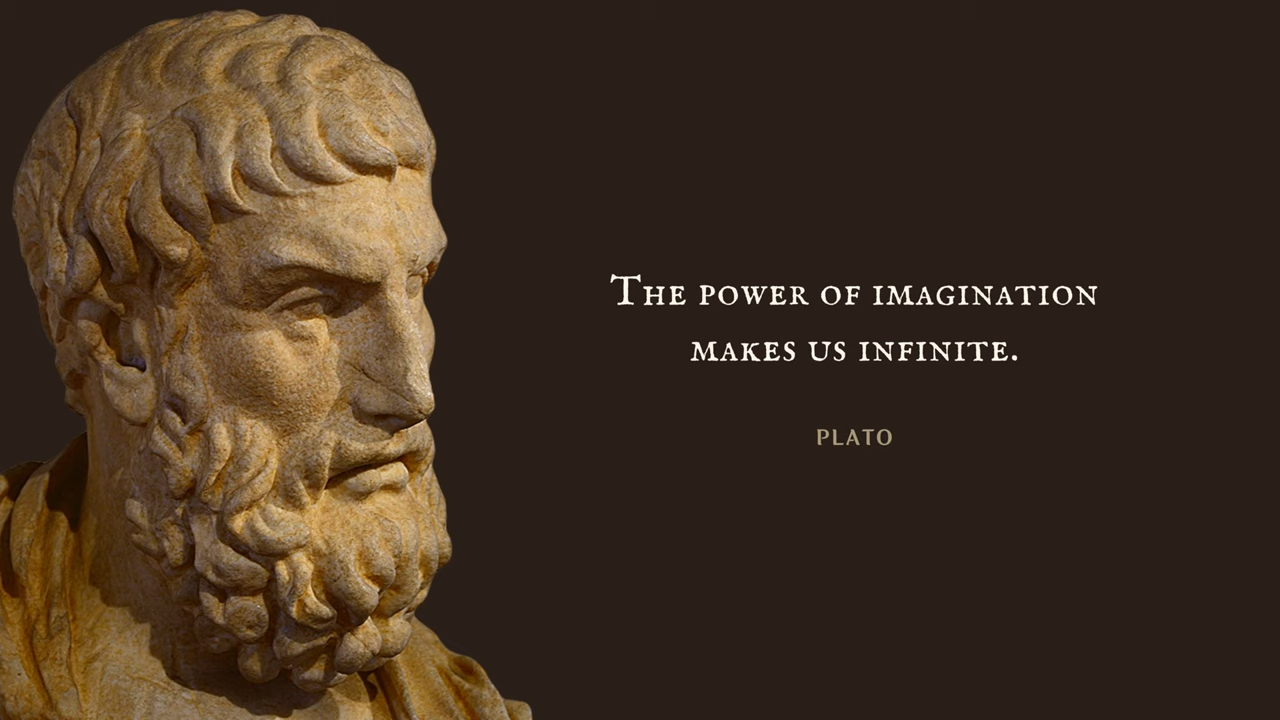 The power of imagination
makes us infinite.
PLATO